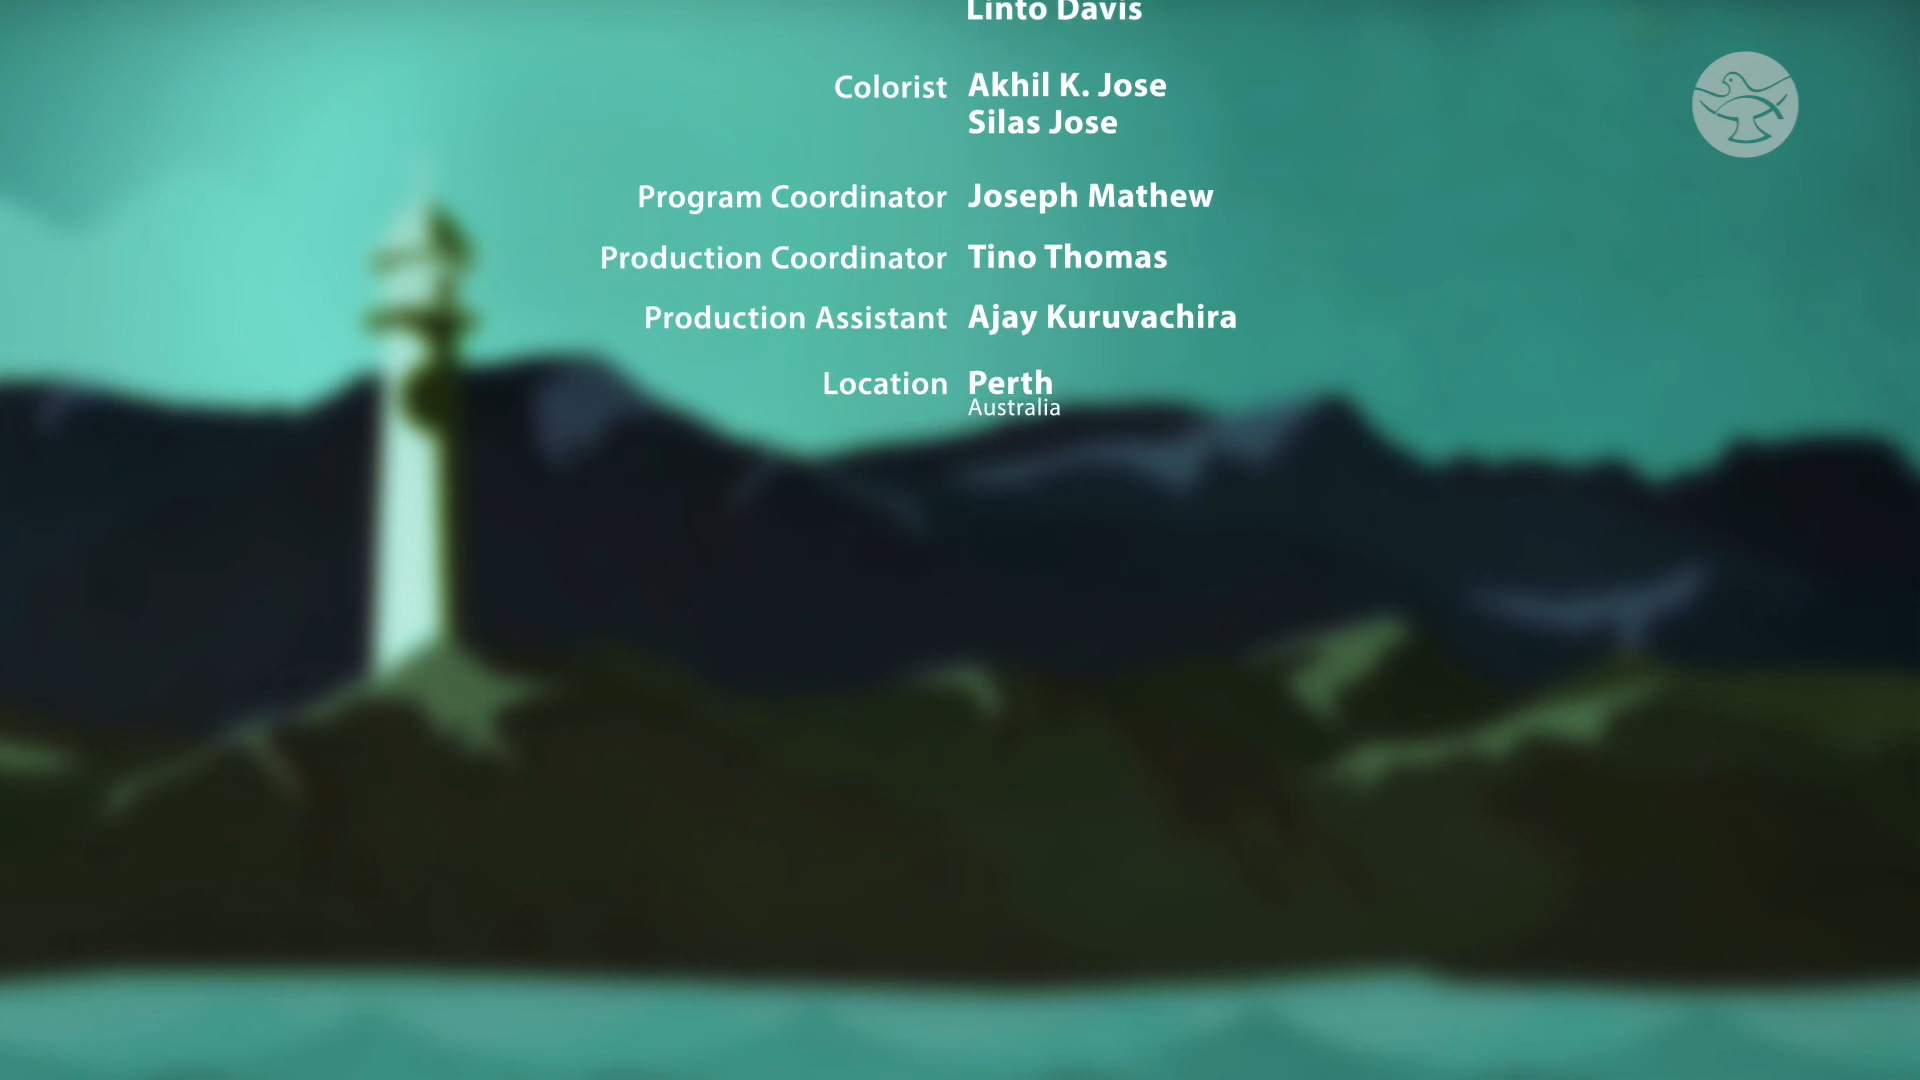 Linto Davis
Colorist Akhil K. Jose
Silas Jose
Program Coordinator Joseph Mathew
Production Coordinator Tino Thomas
Production Assistant Ajay Kuruvachira
Location Perth
Australia